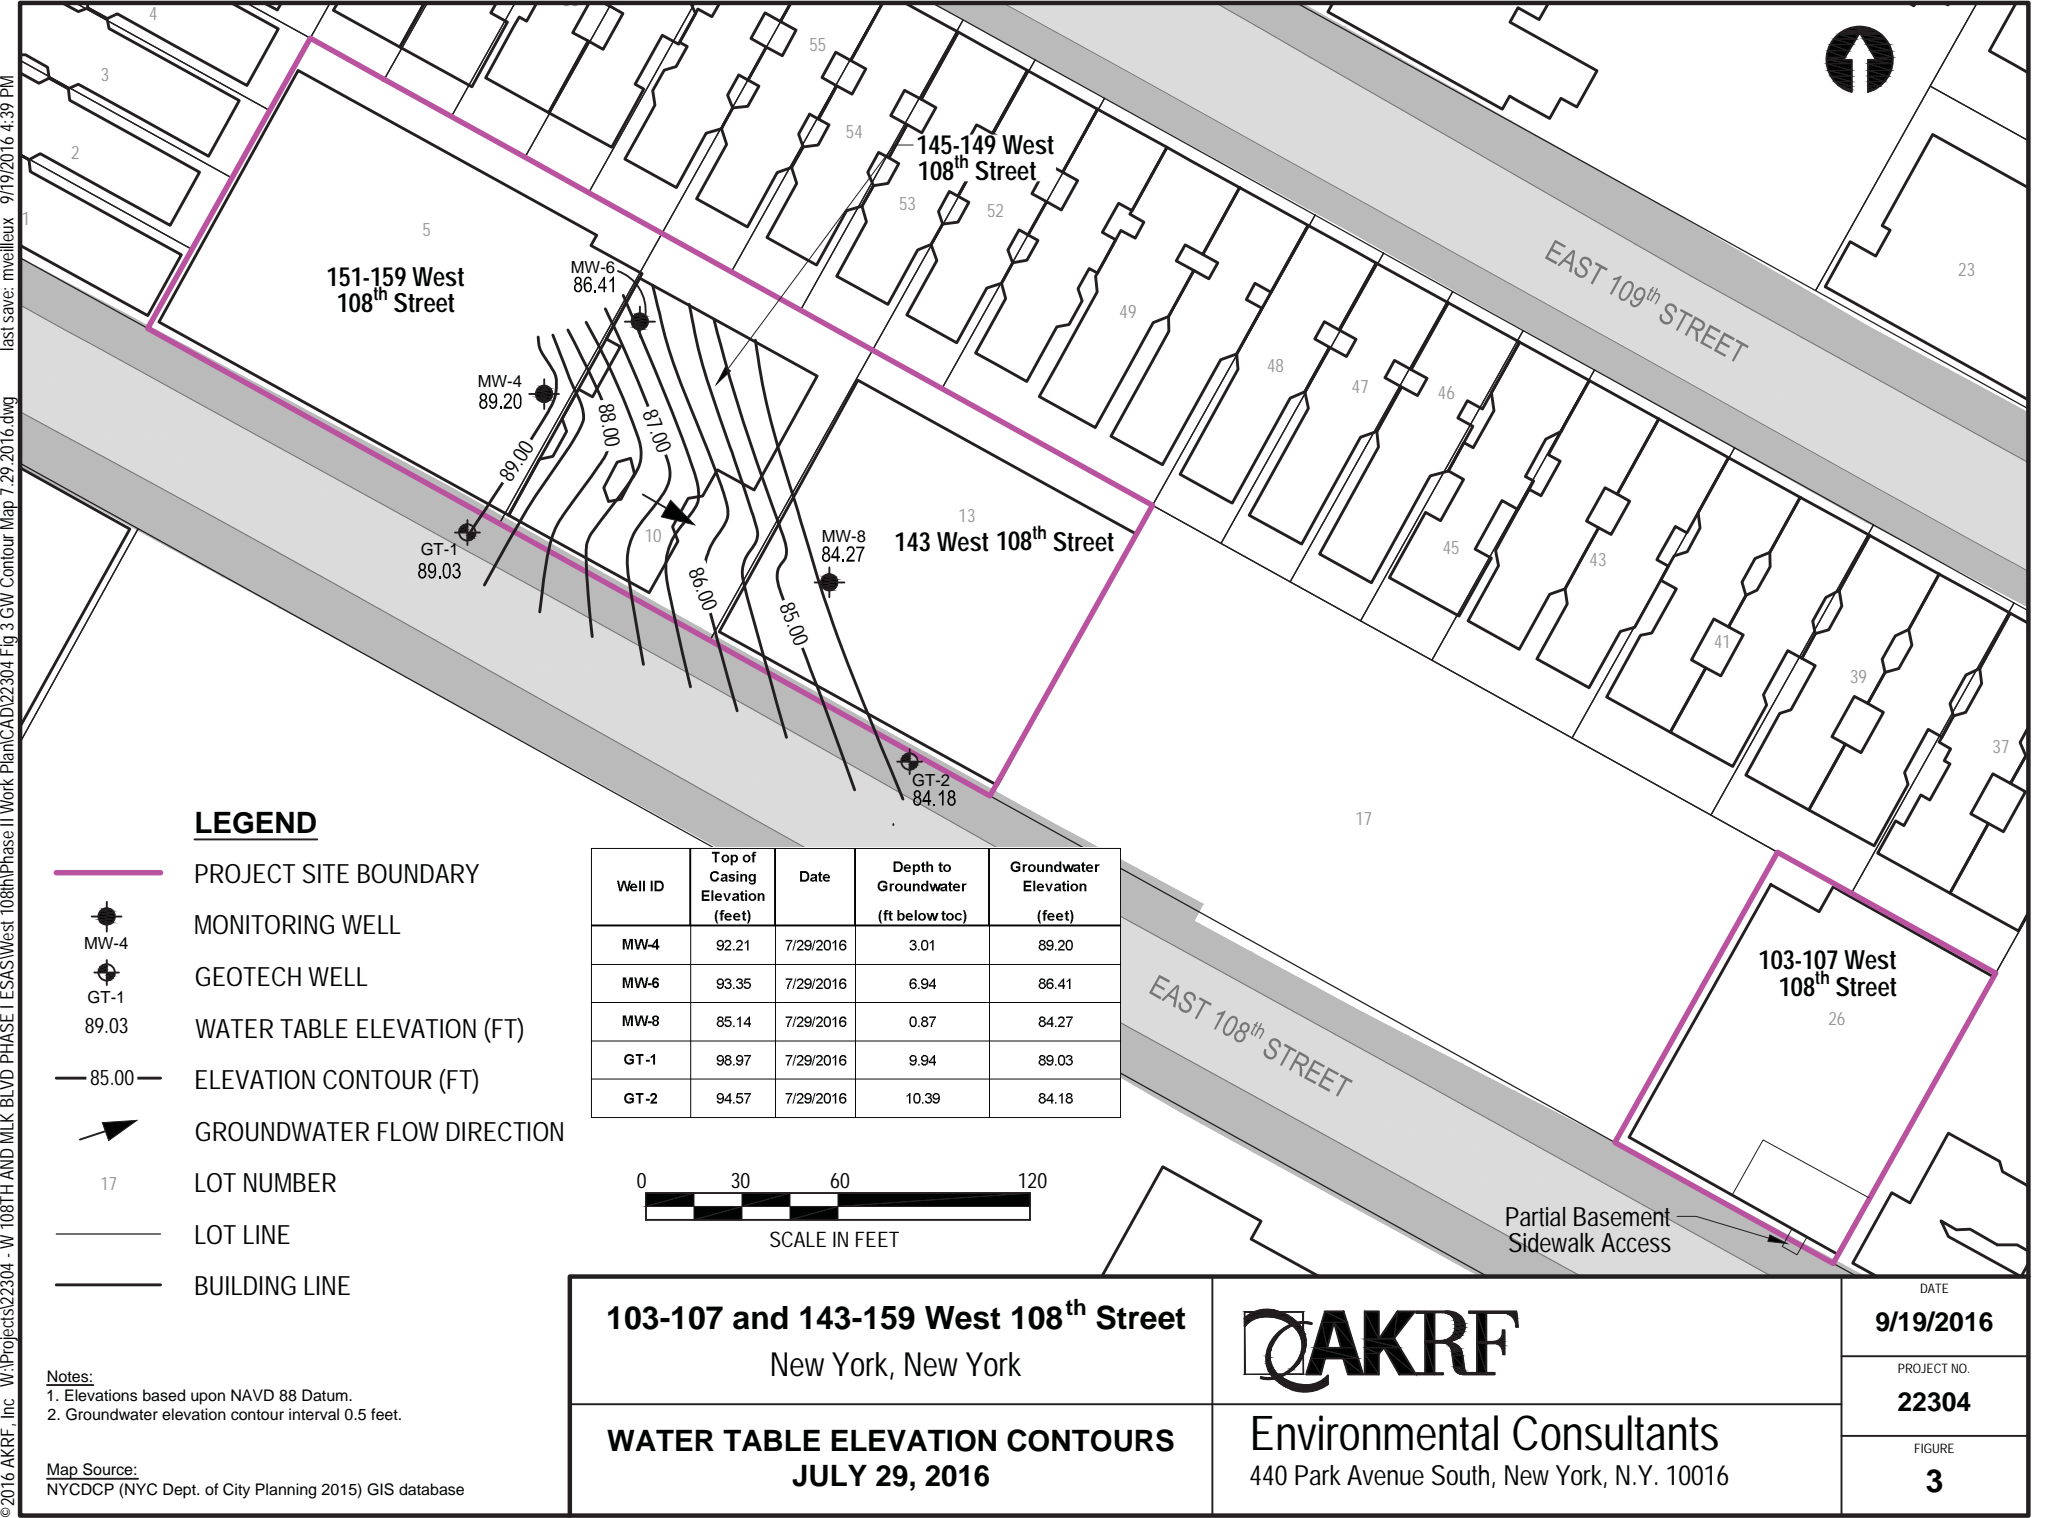 ©2016 AKRF, Inc W:\Projects\22304 - W 108TH AND MLK BLVD PHASE I ESAS\West 108th\Phase II Work Plan\CAD\22304 Fig 3 GW Contour Map 7.29.2016.dwg last save: mveilleux 9/19/2016 4:39 PM
4
3
2
1
5
55
54
53
52
49
48
47
46
45
43
41
39
37
23
17
13
10
26
145-149 West
108th Street
151-159 West
108th Street
143 West 108th Street
103-107 West
108th Street
EAST 109th STREET
EAST 108th STREET
MW-6
86.41
MW-4
89.20
GT-1
89.03
MW-8
84.27
GT-2
84.18
89.00
88.00
87.00
86.00
85.00
Partial Basement
Sidewalk Access
LEGEND
PROJECT SITE BOUNDARY
MW-4
MONITORING WELL
GT-1
GEOTECH WELL
89.03 WATER TABLE ELEVATION (FT)
85.00 ELEVATION CONTOUR (FT)
GROUNDWATER FLOW DIRECTION
17 LOT NUMBER
LOT LINE
BUILDING LINE
Well ID Top of Casing Elevation (feet) Date Depth to Groundwater (ft below toc) Groundwater Elevation (feet)
MW-4 92.21 7/29/2016 3.01 89.20
MW-6 93.35 7/29/2016 6.94 86.41
MW-8 85.14 7/29/2016 0.87 84.27
GT-1 98.97 7/29/2016 9.94 89.03
GT-2 94.57 7/29/2016 10.39 84.18
0 30 60 120
SCALE IN FEET
Notes:
1. Elevations based upon NAVD 88 Datum.
2. Groundwater elevation contour interval 0.5 feet.
Map Source:
NYCDCP (NYC Dept. of City Planning 2015) GIS database
103-107 and 143-159 West 108th Street
New York, New York
WATER TABLE ELEVATION CONTOURS
JULY 29, 2016
AKRF
Environmental Consultants
440 Park Avenue South, New York, N.Y. 10016
DATE
9/19/2016
PROJECT NO.
22304
FIGURE
3